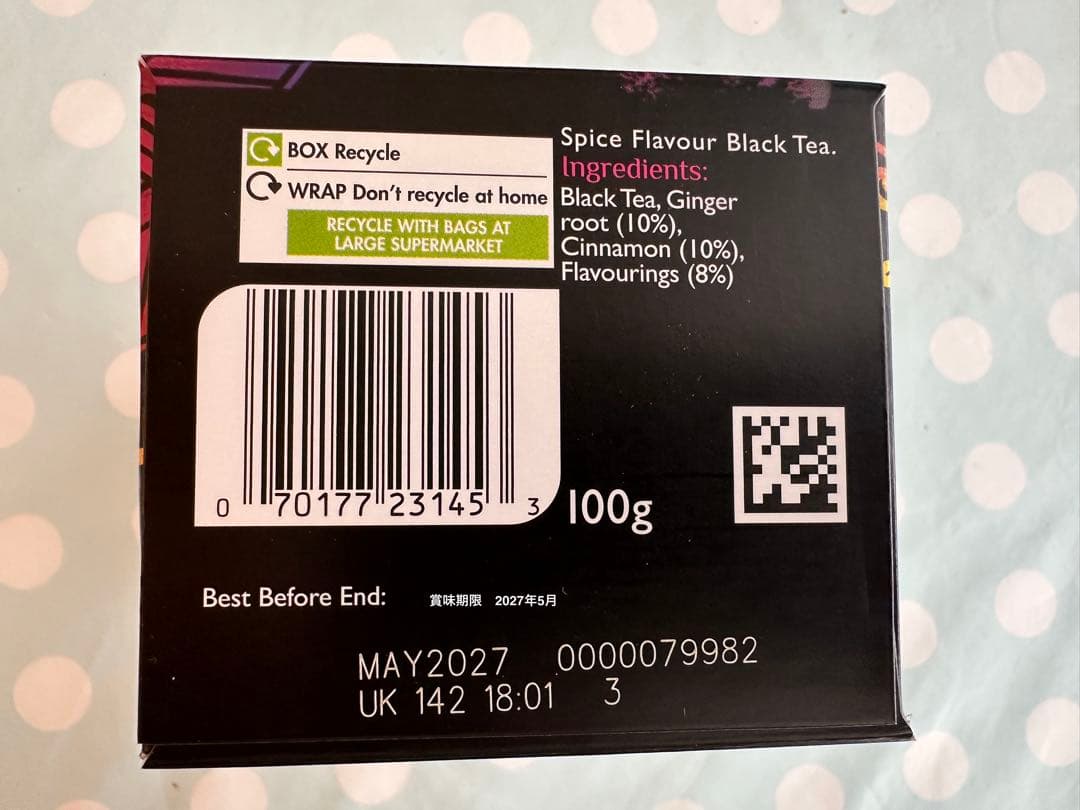 BOX Recycle
WRAP Don't recycle at home
RECYCLE WITH BAGS AT
LARGE SUPERMARKET
Spice Flavour Black Tea.
Ingredients:
Black Tea, Ginger
root (10%),
Cinnamon (10%),
Flavourings (8%)
0 70177 23145 3
100g
Best Before End: 賞味期限 2027年5月
MAY2027 0000079982
UK 142 18:01 3